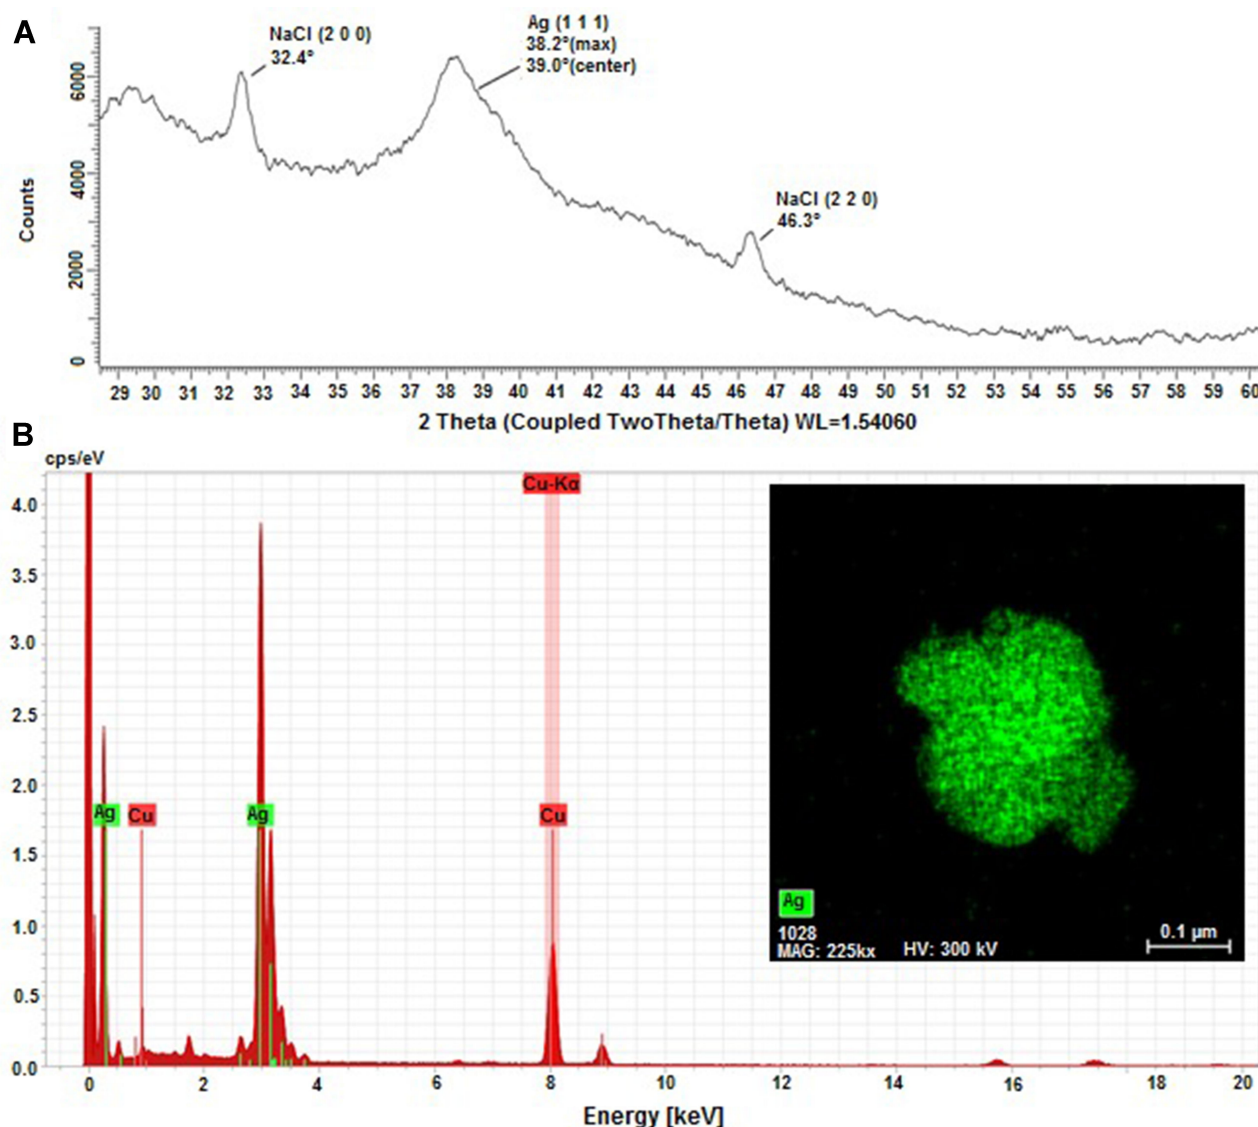 A
NaCl (2 0 0)
32.4°
Ag (1 1 1)
38.2°(max)
39.0°(center)
NaCl (2 2 0)
46.3°
Counts
6000
4000
2000
0
29 30 31 32 33 34 35 36 37 38 39 40 41 42 43 44 45 46 47 48 49 50 51 52 53 54 55 56 57 58 59 60
2 Theta (Coupled TwoTheta/Theta) WL=1.54060
B
cps/eV
Cu-Kα
4.0
3.5
3.0
2.5
2.0
1.5
1.0
0.5
0.0
Ag Cu Ag Cu
Ag
1028
MAG: 225kx HV: 300 kV
0.1 µm
0 2 4 6 8 10 12 14 16 18 20
Energy [keV]